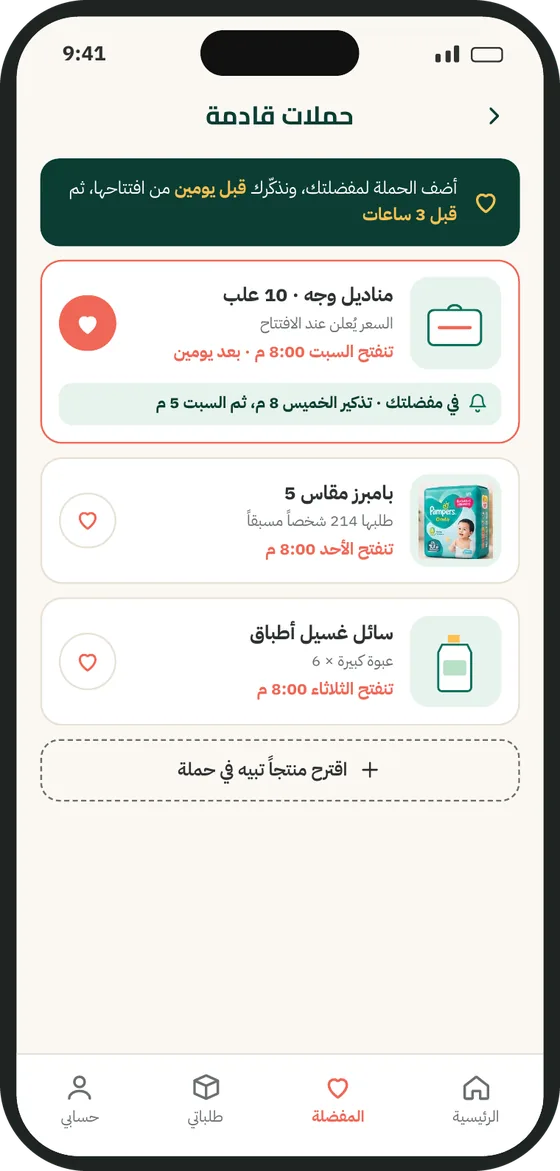 9:41
حملات قادمة
أضف الحملة لمفضلتك، ونذكّرك قبل يومين من افتتاحها، ثم
قبل 3 ساعات
مناديل وجه · 10 علب
السعر يُعلن عند الافتتاح
تنفتح السبت 8:00 م · بعد يومين
في مفضلتك · تذكير الخميس 8 م، ثم السبت 5 م
بامبرز مقاس 5
طلبها 214 شخصاً مسبقاً
تنفتح الأحد 8:00 م
Pampers
سائل غسيل أطباق
عبوة كبيرة × 6
تنفتح الثلاثاء 8:00 م
+ اقترح منتجاً تبيه في حملة
الرئيسية
المفضلة
طلباتي
حسابي